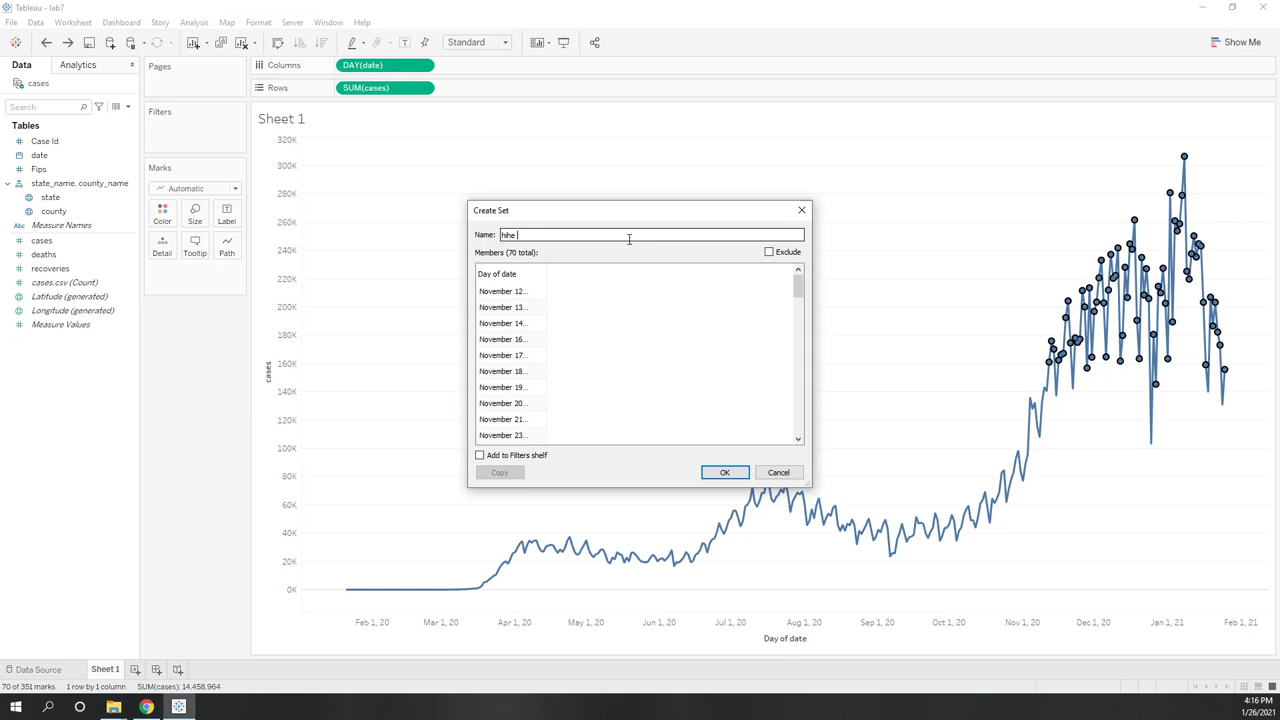 Tableau - lab7
File Data Worksheet Dashboard Story Analysis Map Format Server Window Help
Standard
Show Me
Data Analytics
Pages
Columns DAY(date)
cases
Rows SUM(cases)
Search
Filters
Sheet 1
Tables
Case Id
date
Fips
state_name, county_name
state
county
Abc Measure Names
cases
deaths
recoveries
cases.csv (Count)
Latitude (generated)
Longitude (generated)
Measure Values
Marks
Automatic
Color Size Label
Detail Tooltip Path
320K
300K
280K
260K
240K
220K
200K
180K
160K
140K
120K
100K
80K
60K
40K
20K
0K
cases
Feb 1, 20 Mar 1, 20 Apr 1, 20 May 1, 20 Jun 1, 20 Jul 1, 20 Aug 1, 20 Sep 1, 20 Oct 1, 20 Nov 1, 20 Dec 1, 20 Jan 1, 21 Feb 1, 21
Day of date
Create Set
Name: hihe
Members (70 total): Exclude
Day of date
November 12...
November 13...
November 14...
November 16...
November 17...
November 18...
November 19...
November 20...
November 21...
November 23...
Add to Filters shelf
Copy OK Cancel
Data Source Sheet 1
70 of 351 marks 1 row by 1 column SUM(cases): 14,458,964
4:16 PM
1/26/2021